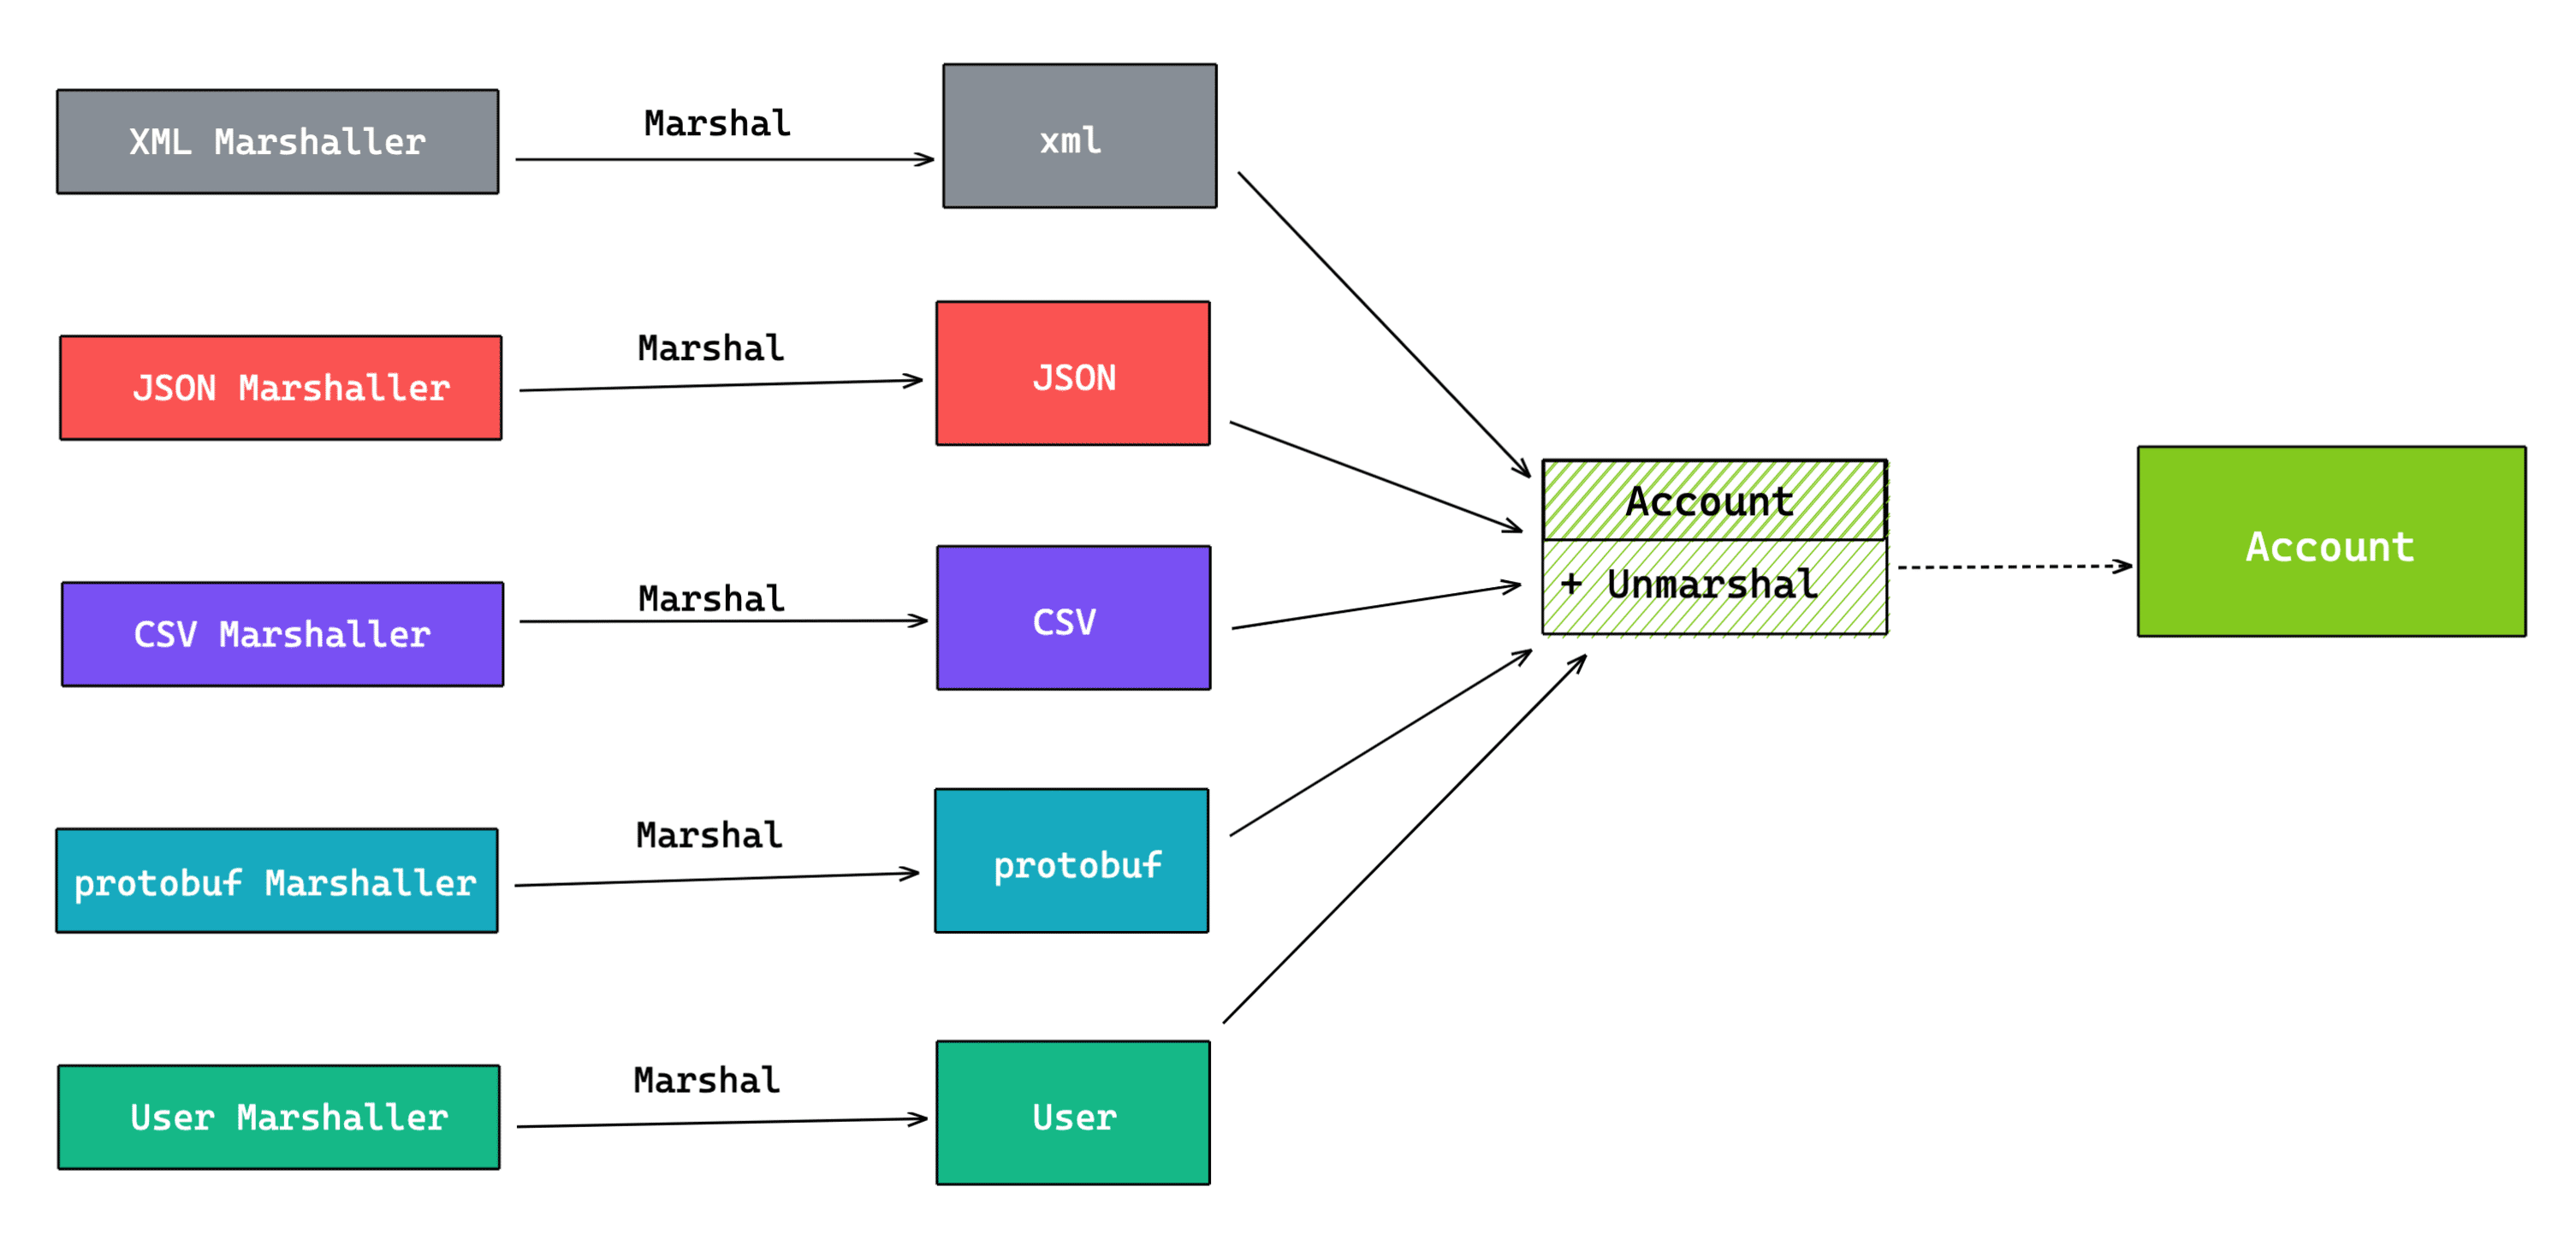 XML Marshaller
Marshal
xml
JSON Marshaller
Marshal
JSON
CSV Marshaller
Marshal
CSV
protobuf Marshaller
Marshal
protobuf
User Marshaller
Marshal
User
Account
+ Unmarshal
Account